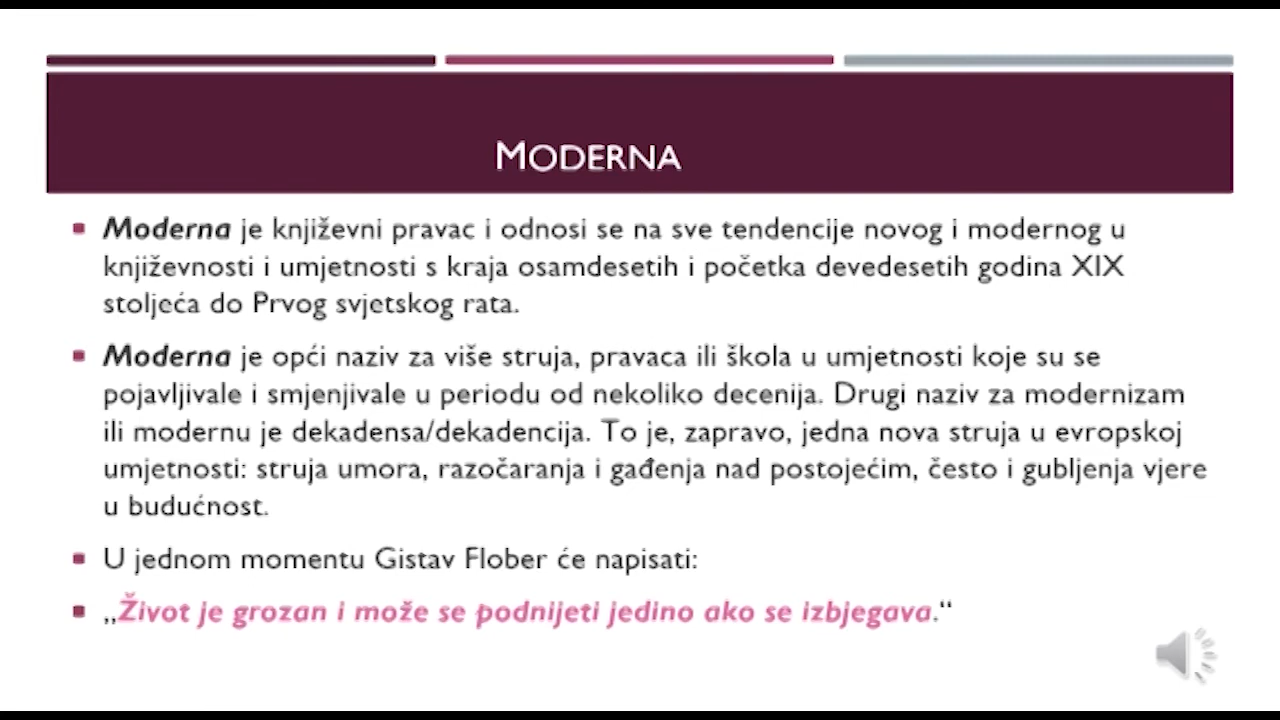 MODERNA
Moderna je književni pravac i odnosi se na sve tendencije novog i modernog u
književnosti i umjetnosti s kraja osamdesetih i početka devedesetih godina XIX
stoljeća do Prvog svjetskog rata.
Moderna je opći naziv za više struja, pravaca ili škola u umjetnosti koje su se
pojavljivale i smjenjivale u periodu od nekoliko decenija. Drugi naziv za modernizam
ili modernu je dekadensa/dekadencija. To je, zapravo, jedna nova struja u evropskoj
umjetnosti: struja umora, razočaranja i gađenja nad postojećim, često i gubljenja vjere
u budućnost.
U jednom momentu Gistav Flober će napisati:
„Život je grozan i može se podnijeti jedino ako se izbjegava.“